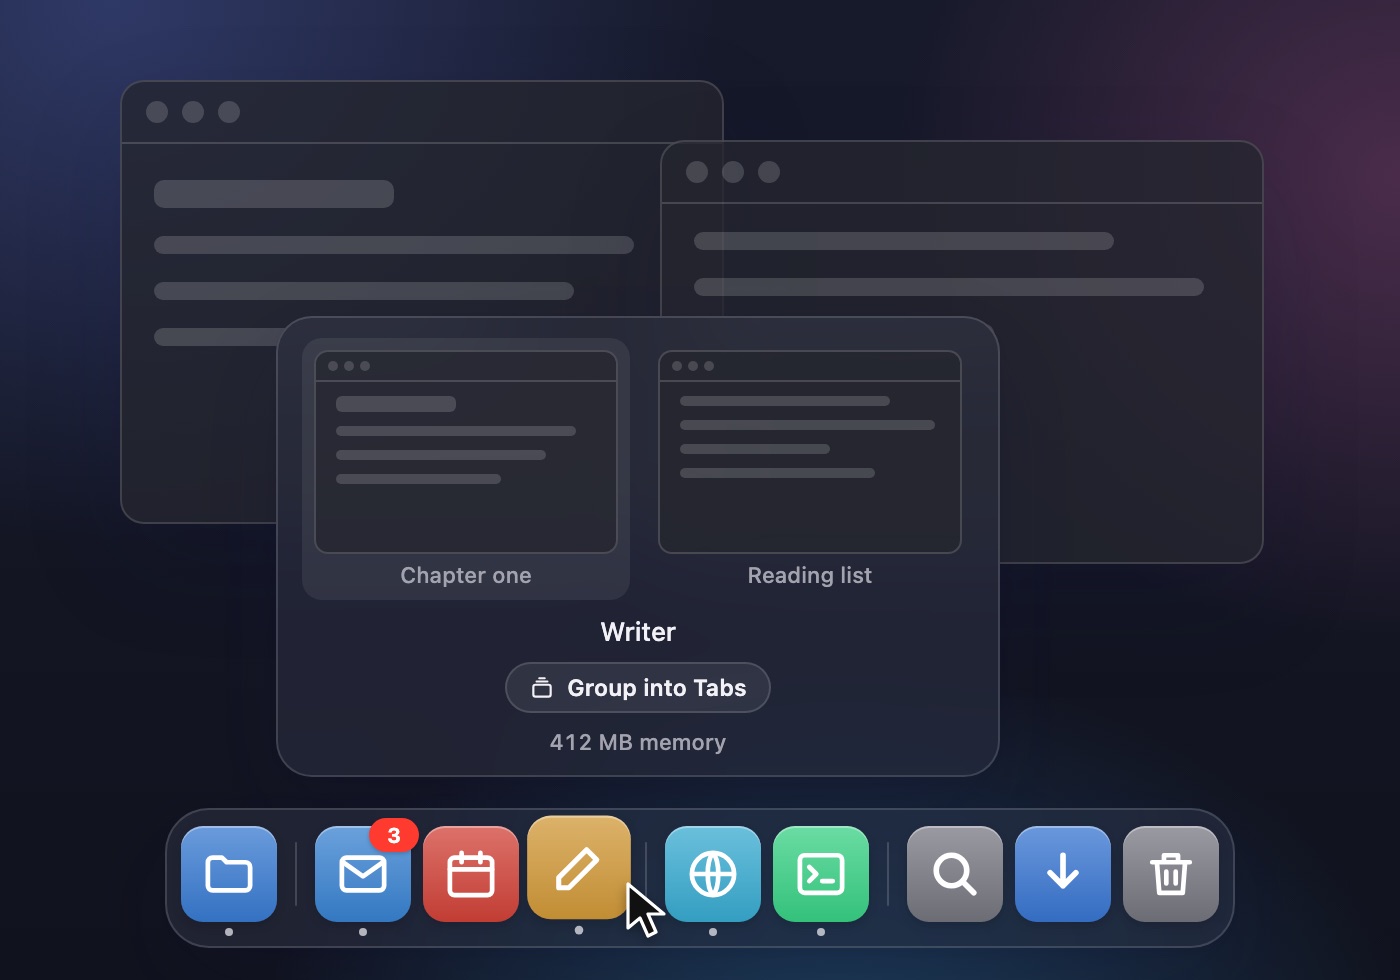 Chapter one
Reading list
Writer
Group into Tabs
412 MB memory
3